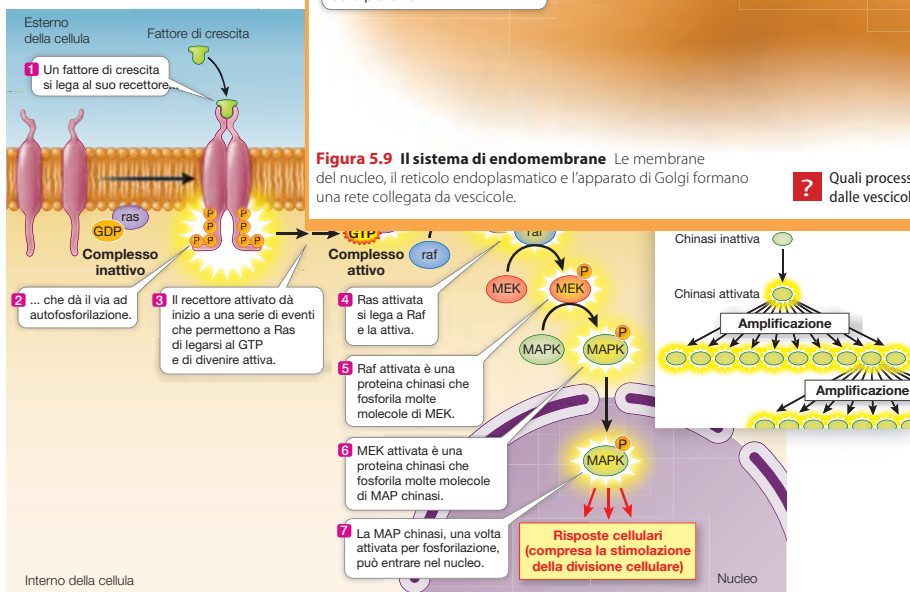 Esterno
della cellula
Fattore di crescita
1 Un fattore di crescita
si lega al suo recettore...
Figura 5.9 Il sistema di endomembrane Le membrane
del nucleo, il reticolo endoplasmatico e l'apparato di Golgi formano
una rete collegata da vescicole.
? Quali process
dalle vescicol
ras
GDP
P
P
P
P
P
P
P
P
Complesso
inattivo
GTP
Complesso
attivo
raf
raf
2 ... che dà il via ad
autofosforilazione.
3 Il recettore attivato dà
inizio a una serie di eventi
che permettono a Ras
di legarsi al GTP
e di divenire attiva.
4 Ras attivata
si lega a Raf
e la attiva.
MEK
MEK
P
MAPK
MAPK
P
5 Raf attivata è una
proteina chinasi che
fosforila molte
molecole di MEK.
6 MEK attivata è una
proteina chinasi che
fosforila molte molecole
di MAP chinasi.
MAPK
P
7 La MAP chinasi, una volta
attivata per fosforilazione,
può entrare nel nucleo.
Risposte cellulari
(compresa la stimolazione
della divisione cellulare)
Interno della cellula
Nucleo
Chinasi inattiva
Chinasi attivata
Amplificazione
Amplificazione